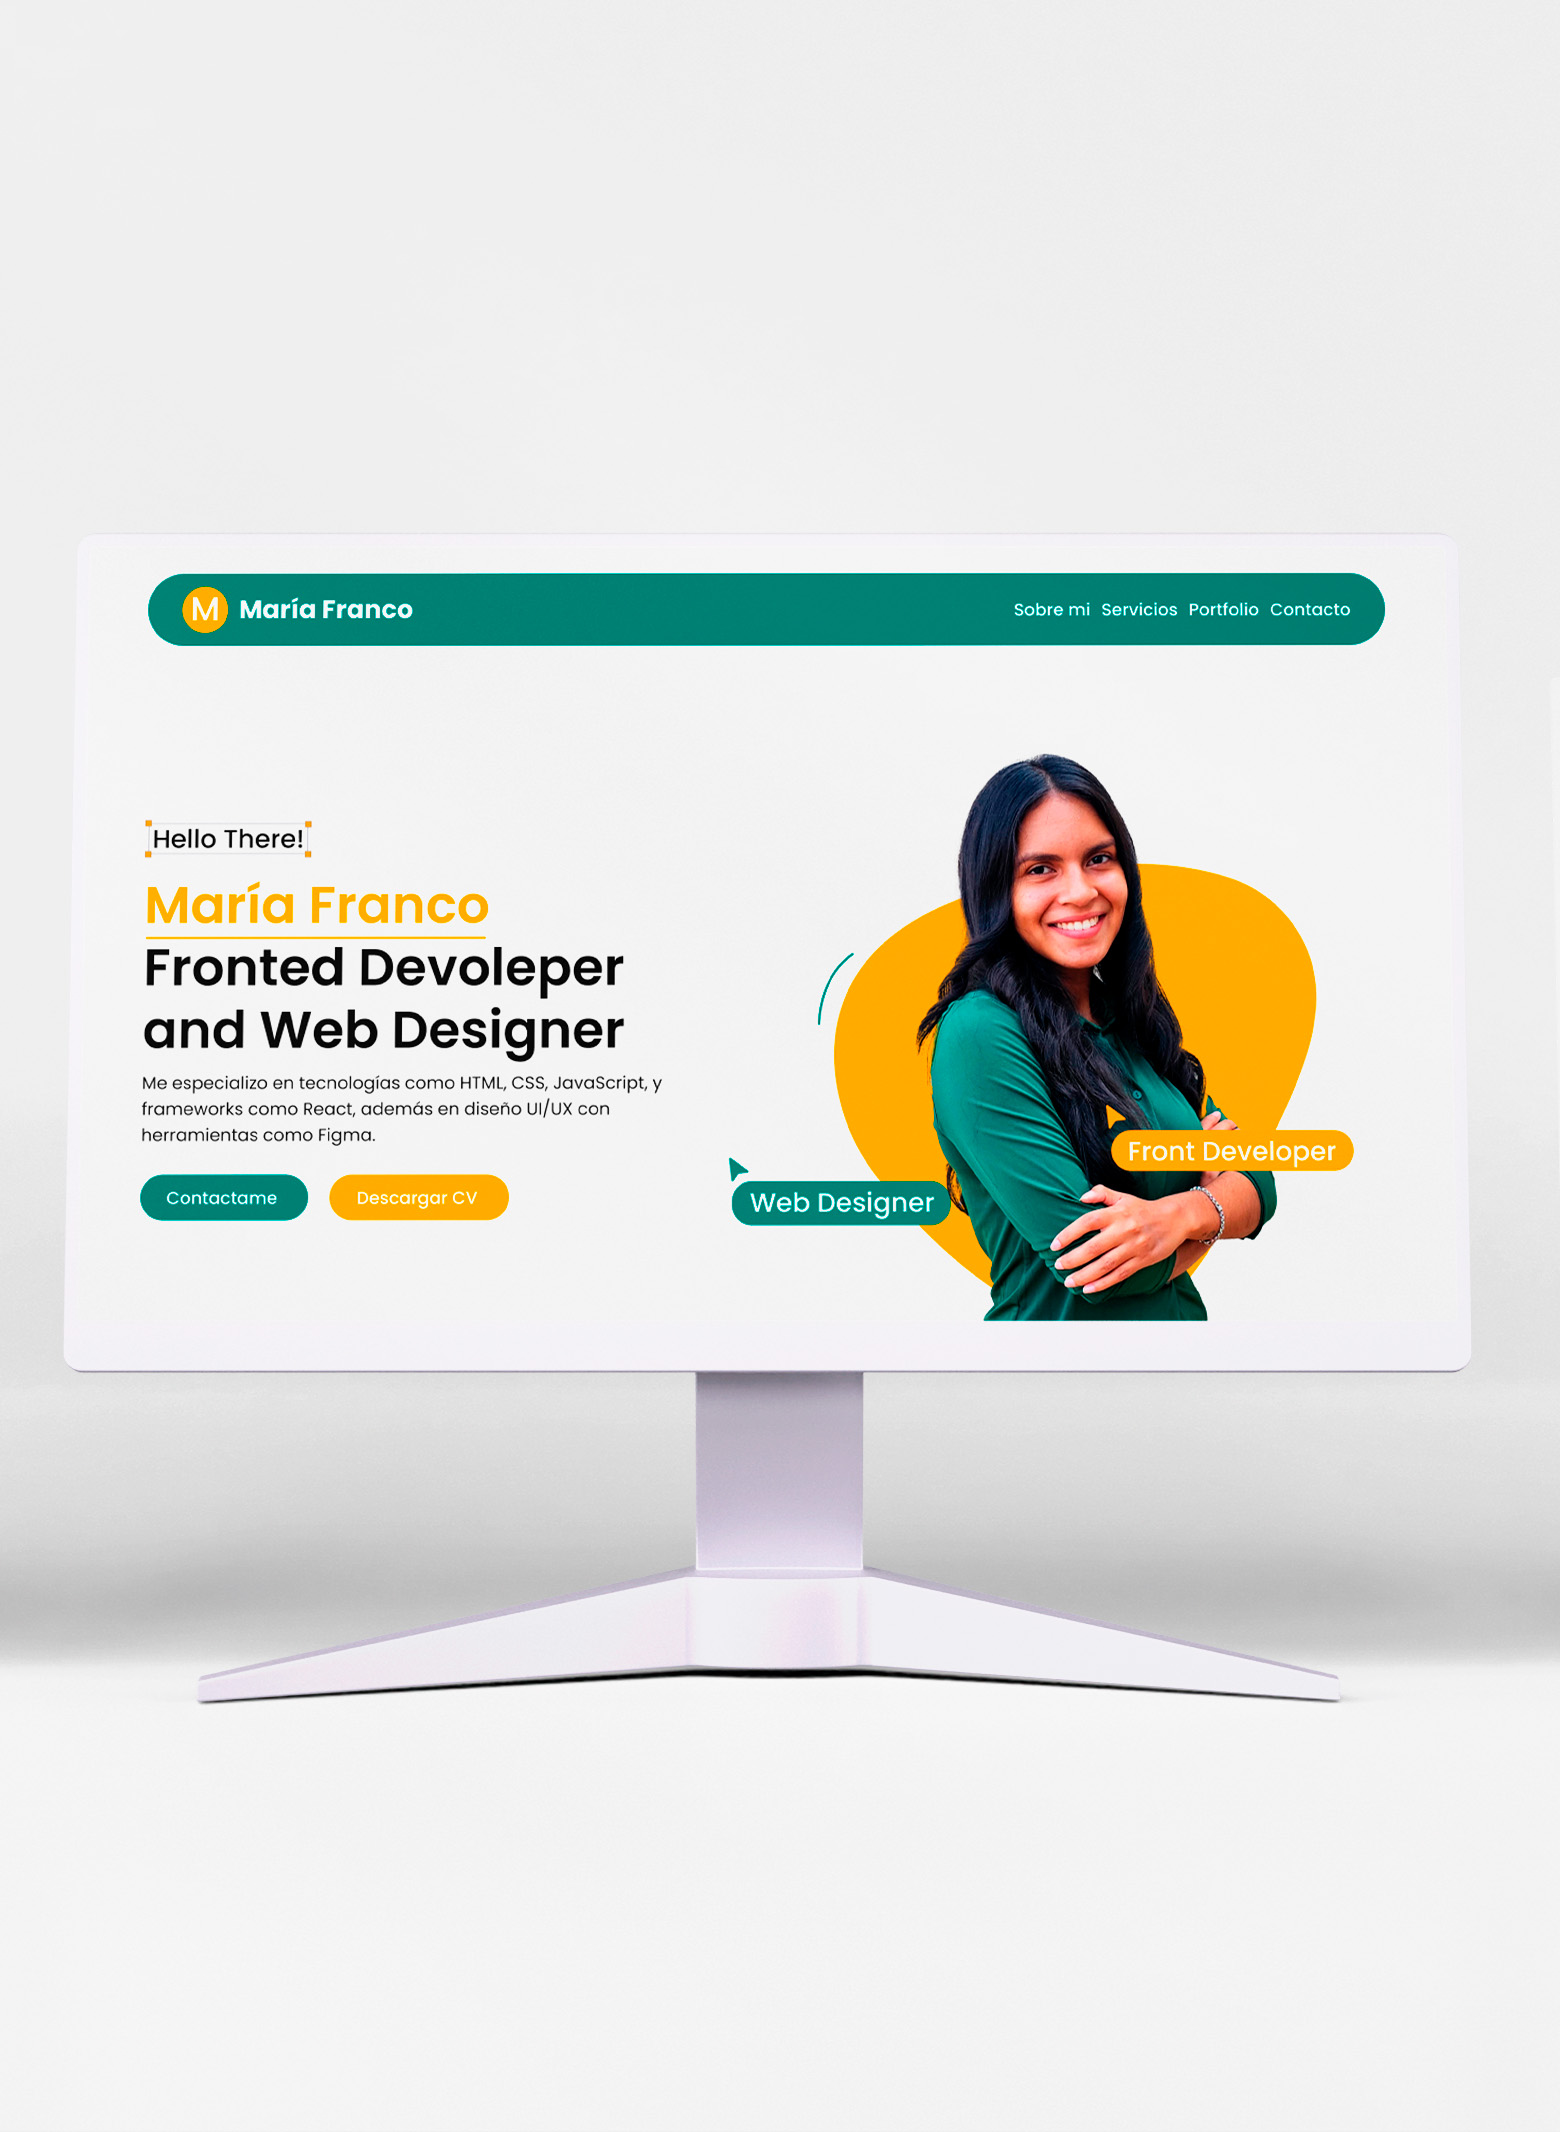 M María Franco
Sobre mi Servicios Portfolio Contacto
Hello There!
María Franco
Fronted Devoleper
and Web Designer
Me especializo en tecnologías como HTML, CSS, JavaScript, y
frameworks como React, además en diseño UI/UX con
herramientas como Figma.
Contactame
Descargar CV
Front Developer
Web Designer